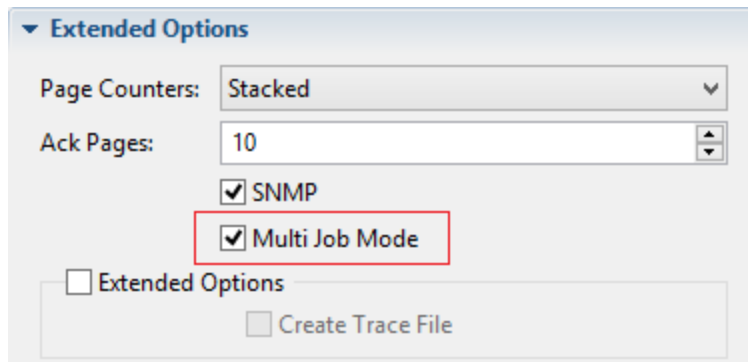 Extended Options
Page Counters: Stacked
Ack Pages: 10
SNMP
Multi Job Mode
Extended Options
Create Trace File